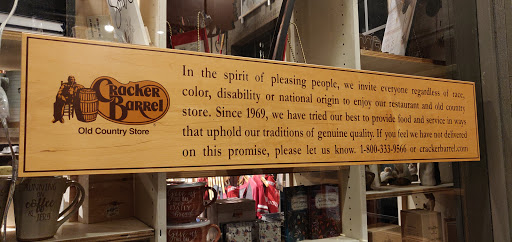 Cracker
Barrel
Old Country Store
In the spirit of pleasing people, we invite everyone regardless of race,
color, disability or national origin to enjoy our restaurant and old country
store. Since 1969, we have tried our best to provide food and service in ways
that uphold our traditions of genuine quality. If you feel we have not delivered
on this promise, please let us know. 1-800-333-9566 or crackerbarrel.com